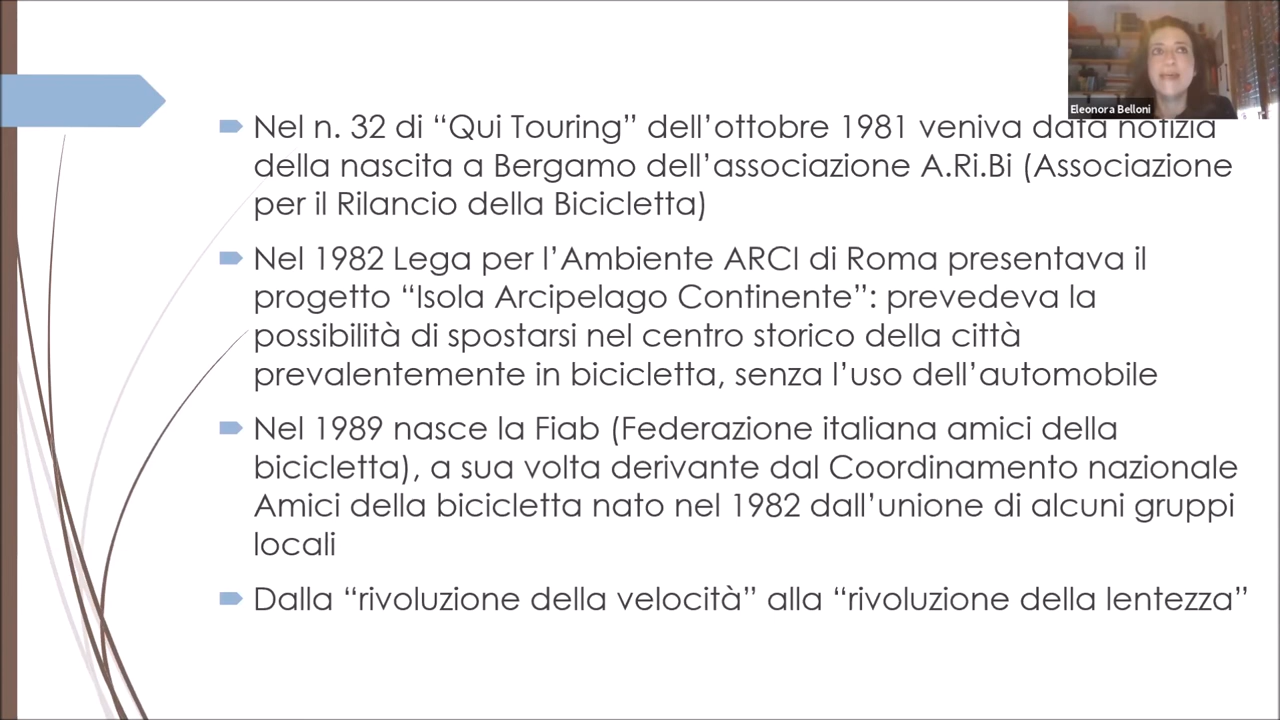 Eleonora Belloni
Nel n. 32 di “Qui Touring” dell’ottobre 1981 veniva data notizia
della nascita a Bergamo dell’associazione A.Ri.Bi (Associazione
per il Rilancio della Bicicletta)
Nel 1982 Lega per l’Ambiente ARCI di Roma presentava il
progetto “Isola Arcipelago Continente”: prevedeva la
possibilità di spostarsi nel centro storico della città
prevalentemente in bicicletta, senza l’uso dell’automobile
Nel 1989 nasce la Fiab (Federazione italiana amici della
bicicletta), a sua volta derivante dal Coordinamento nazionale
Amici della bicicletta nato nel 1982 dall’unione di alcuni gruppi
locali
Dalla “rivoluzione della velocità” alla “rivoluzione della lentezza”